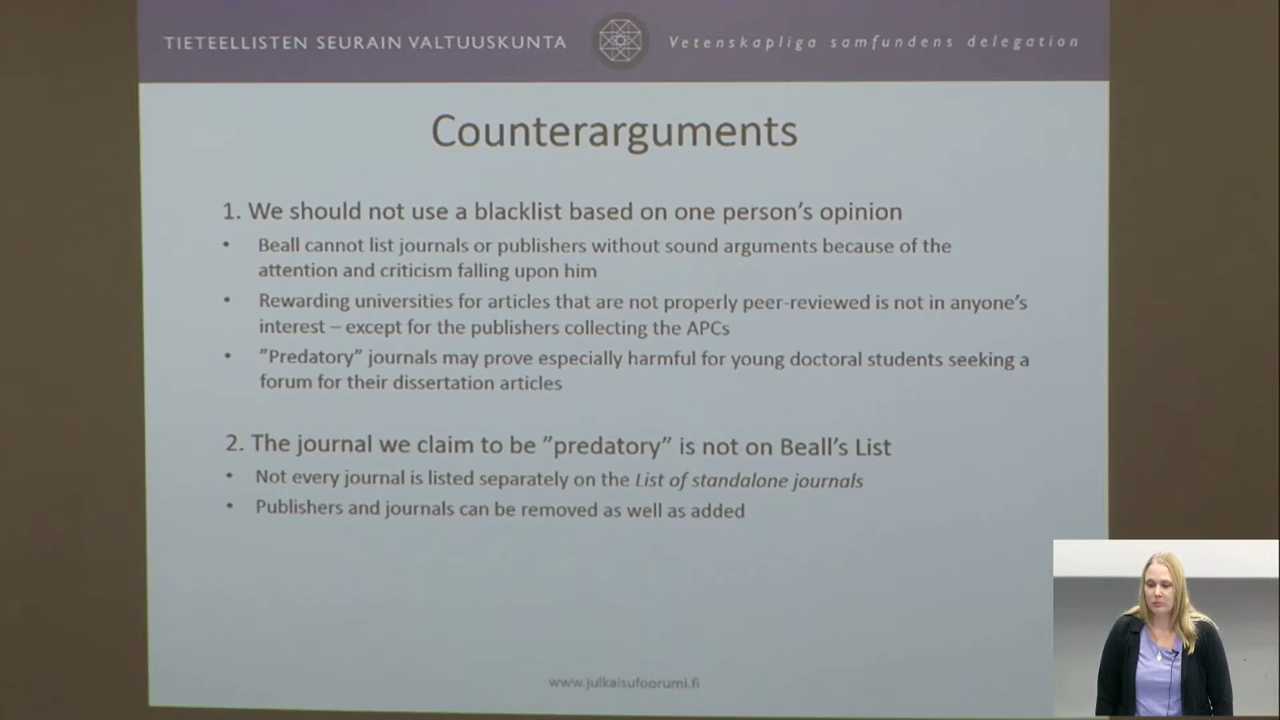 TIETEELLISTEN SEURAIN VALTUUSKUNTA
Vetenskapliga samfundens delegation
Counterarguments
1. We should not use a blacklist based on one person's opinion
• Beall cannot list journals or publishers without sound arguments because of the
attention and criticism falling upon him
• Rewarding universities for articles that are not properly peer-reviewed is not in anyone's
interest – except for the publishers collecting the APCs
• ”Predatory” journals may prove especially harmful for young doctoral students seeking a
forum for their dissertation articles
2. The journal we claim to be ”predatory” is not on Beall's List
• Not every journal is listed separately on the List of standalone journals
• Publishers and journals can be removed as well as added
www.julkaisufoorumi.fi